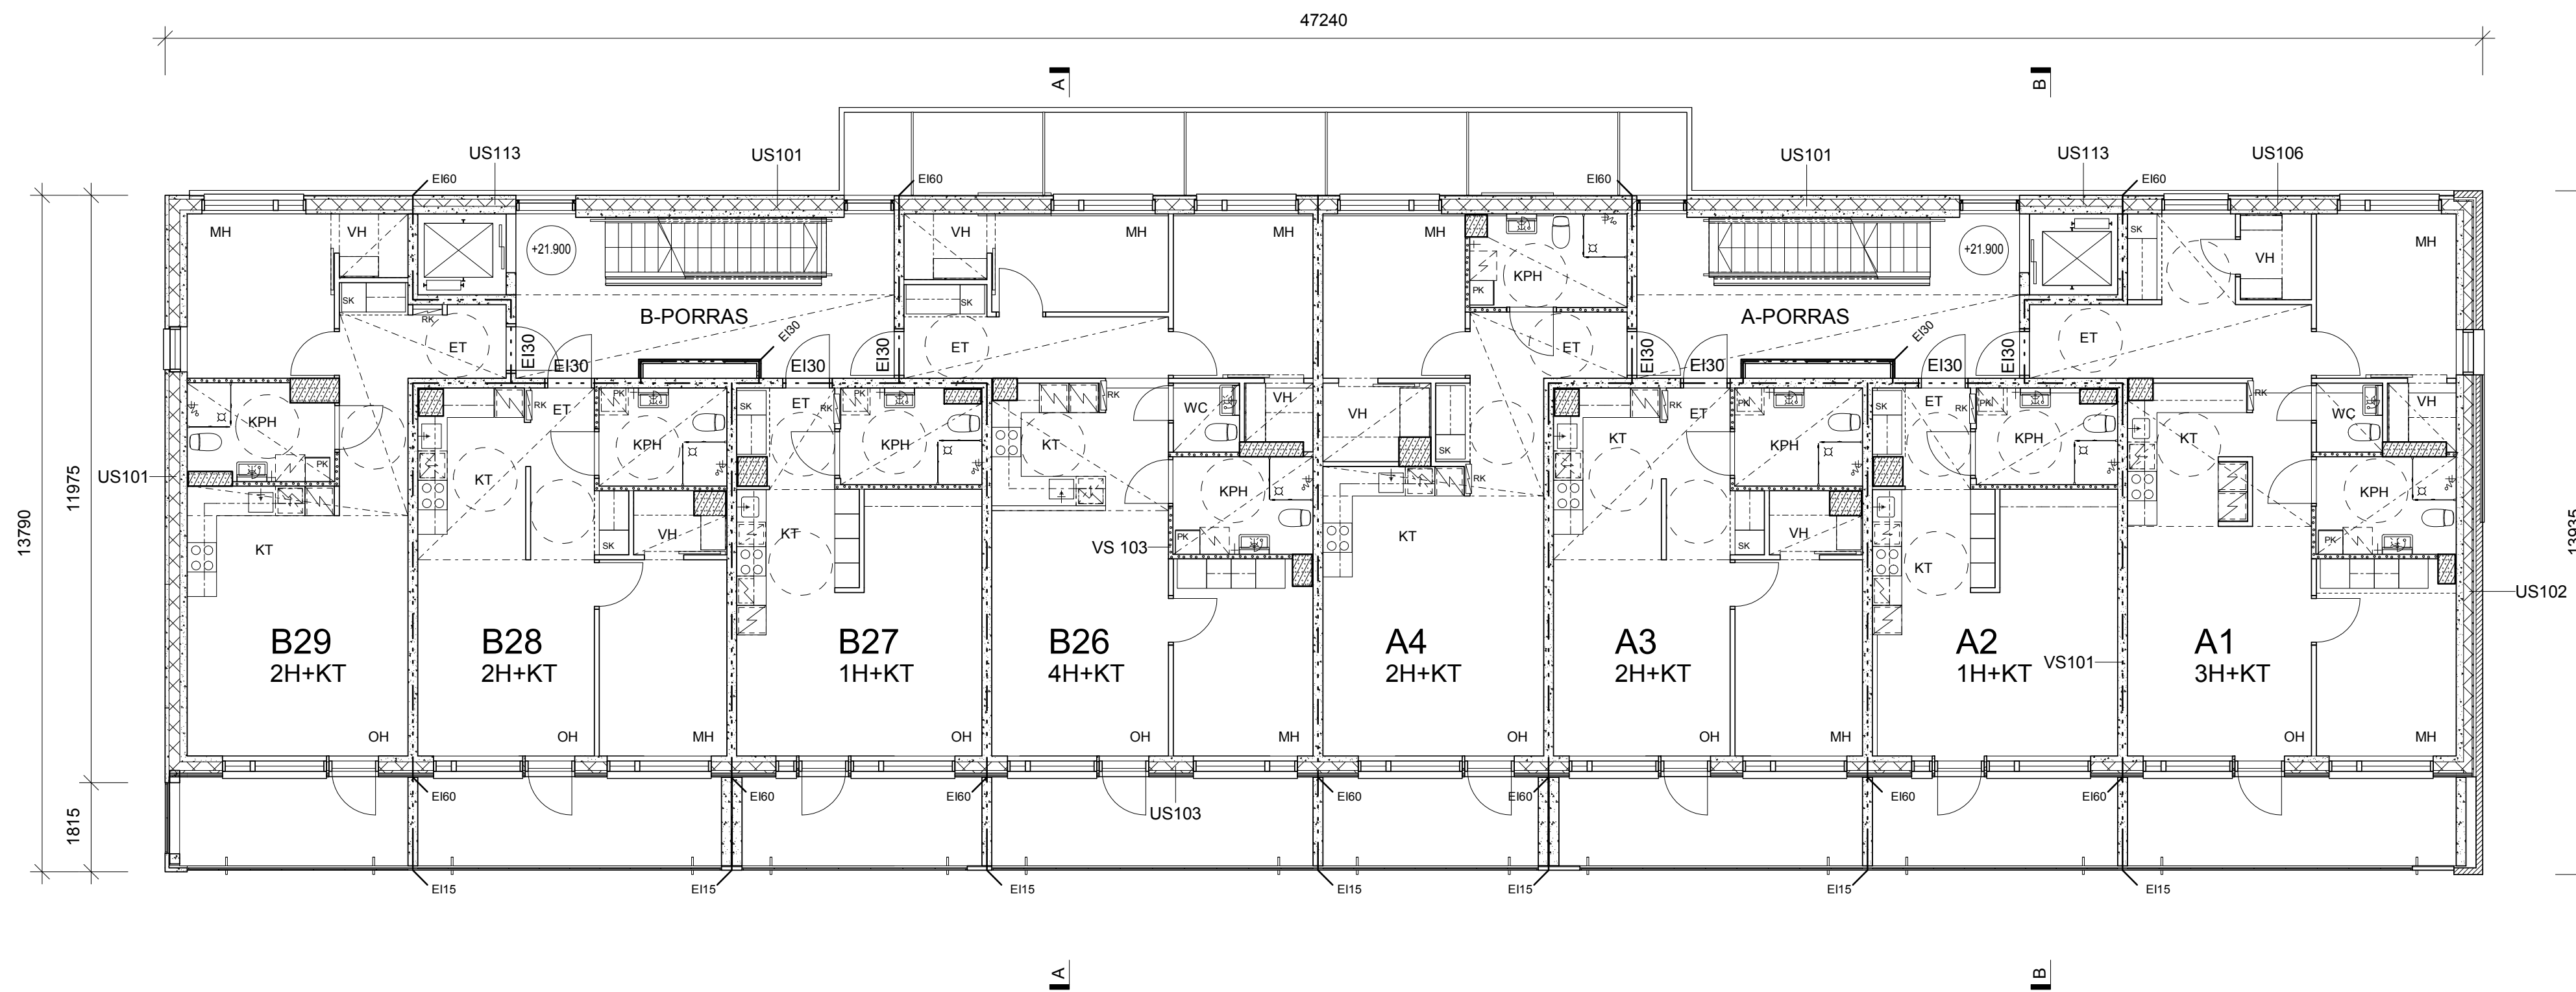 47240
A
B
US113
US101
US101
US113
US106
EI60
EI60
EI60
EI60
MH
VH
+21.900
VH
MH
MH
MH
KPH
PK
+21.900
SK
VH
MH
SK
RK
ET
B-PORRAS
EI30
EI30
EI30
EI30
EI30
SK
ET
ET
A-PORRAS
EI30
EI30
EI30
EI30
EI30
ET
KPH
PK
RK
ET
PK
KPH
SK
ET
RK
PK
KPH
KT
RK
WC
VH
VH
SK
RK
KT
RK
ET
PK
KPH
SK
ET
RK
PK
KPH
KT
RK
WC
VH
US101
11975
13790
KT
KT
SK
VH
KT
VS 103
KPH
PK
KT
SK
VH
KT
KPH
PK
13935
US102
B29
2H+KT
B28
2H+KT
B27
1H+KT
B26
4H+KT
A4
2H+KT
A3
2H+KT
A2
1H+KT
VS101
A1
3H+KT
OH
OH
MH
OH
OH
MH
OH
OH
MH
OH
MH
1815
EI60
EI60
EI60
US103
EI60
EI60
EI60
EI60
EI15
EI15
EI15
EI15
EI15
EI15
EI15
A
B